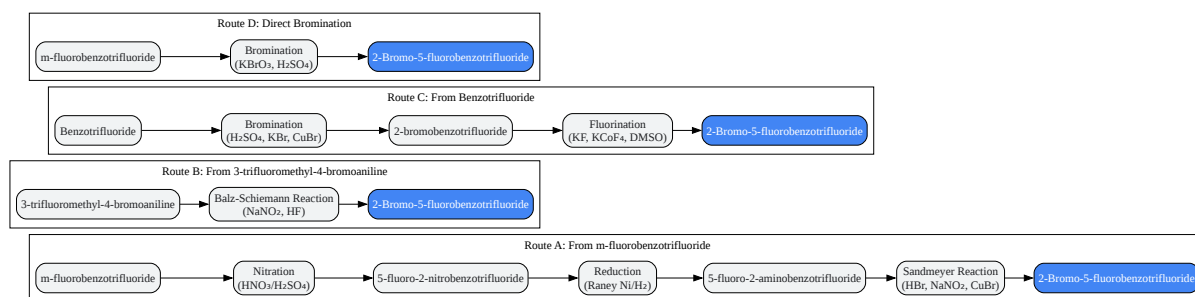 Route D: Direct Bromination
m-fluorobenzotrifluoride
Bromination
(KBrO₃, H₂SO₄)
2-Bromo-5-fluorobenzotrifluoride
Route C: From Benzotrifluoride
Benzotrifluoride
Bromination
(H₂SO₄, KBr, CuBr)
2-bromobenzotrifluoride
Fluorination
(KF, KCoF₄, DMSO)
2-Bromo-5-fluorobenzotrifluoride
Route B: From 3-trifluoromethyl-4-bromoaniline
3-trifluoromethyl-4-bromoaniline
Balz-Schiemann Reaction
(NaNO₂, HF)
2-Bromo-5-fluorobenzotrifluoride
Route A: From m-fluorobenzotrifluoride
m-fluorobenzotrifluoride
Nitration
(HNO₃/H₂SO₄)
5-fluoro-2-nitrobenzotrifluoride
Reduction
(Raney Ni/H₂)
5-fluoro-2-aminobenzotrifluoride
Sandmeyer Reaction
(HBr, NaNO₂, CuBr)
2-Bromo-5-fluorobenzotrifluoride